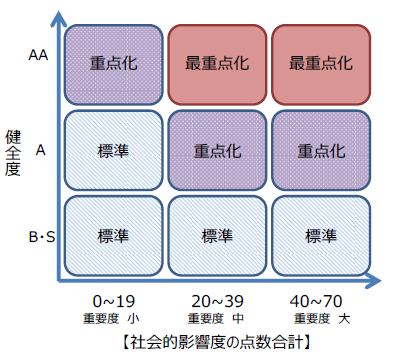 AA 重点化 最重点化 最重点化
健全度
A 標準 重点化 重点化
B・S 標準 標準 標準
0~19 20~39 40~70
重要度 小 重要度 中 重要度 大
【社会的影響度の点数合計】